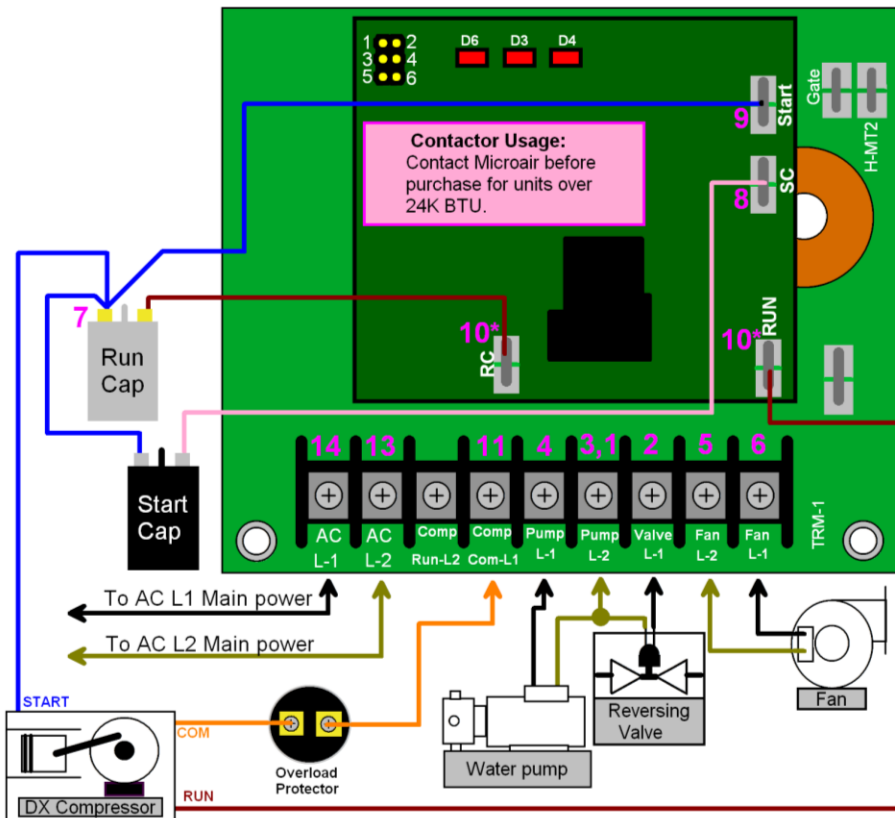 1 2
3 4
5 6
D6 D3 D4
Gate
H-MT2
9 Start
8 SC
Contactor Usage:
Contact Microair before
purchase for units over
24K BTU.
7
Run
Cap
10*
RC
10*
RUN
Start
Cap
14 13 11 4 3,1 2 5 6
AC AC Comp Comp Pump Pump Valve Fan Fan
L-1 L-2 Run-L2 Com-L1 L-1 L-2 L-1 L-2 L-1
TRM-1
To AC L1 Main power
To AC L2 Main power
START
COM
Overload
Protector
Water pump
Reversing
Valve
Fan
RUN
DX Compressor